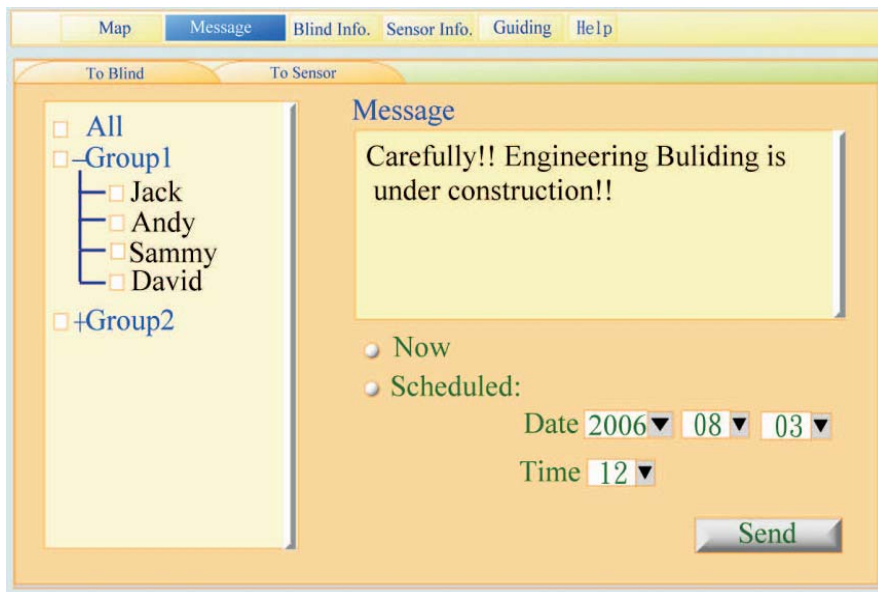 Map Message Blind Info. Sensor Info. Guiding Help
To Blind To Sensor
All
Group1
Jack
Andy
Sammy
David
Group2
Message
Carefully!! Engineering Buliding is
under construction!!
Now
Scheduled:
Date 2006 08 03
Time 12
Send